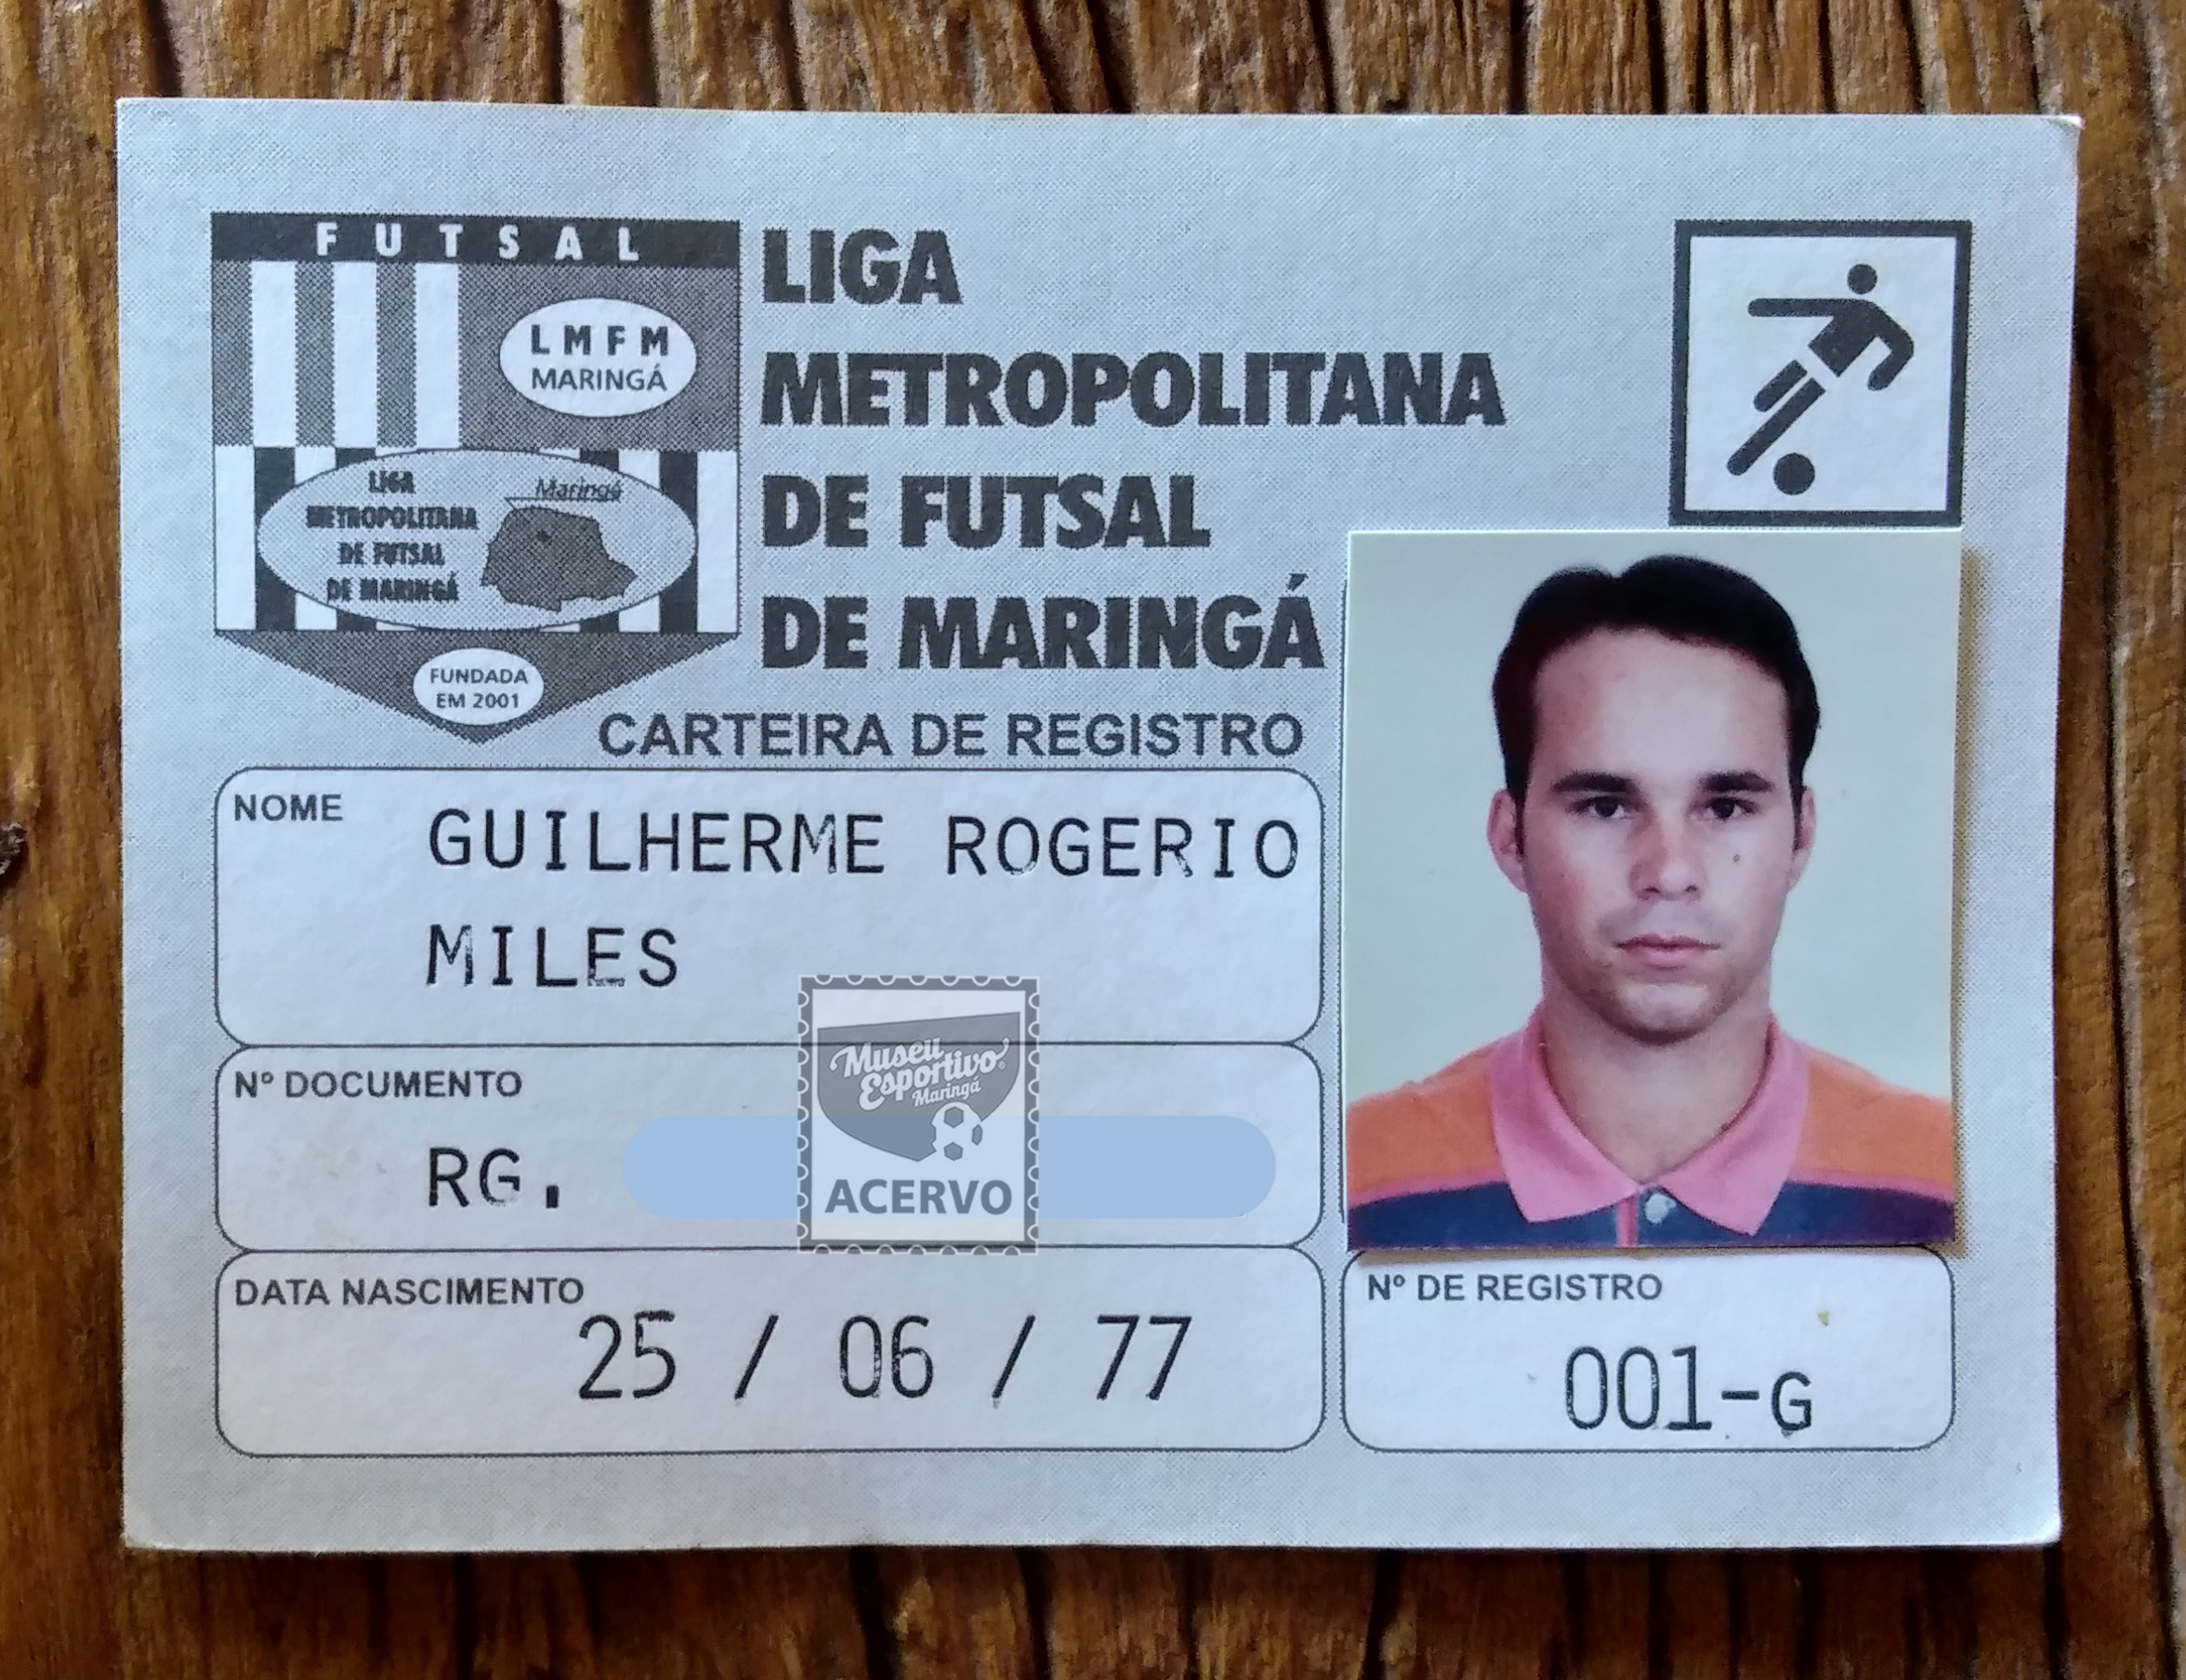 FUTSAL
LMFM
MARINGÁ
LIGA
METROPOLITANA
DE FUTSAL
DE MARINGÁ
Maringá
FUNDADA
EM 2001
LIGA
METROPOLITANA
DE FUTSAL
DE MARINGÁ
CARTEIRA DE REGISTRO
NOME
GUILHERME ROGERIO
MILES
Nº DOCUMENTO
RG.
Museu
Esportivo
Maringá
ACERVO
DATA NASCIMENTO
25 / 06 / 77
Nº DE REGISTRO
001-G